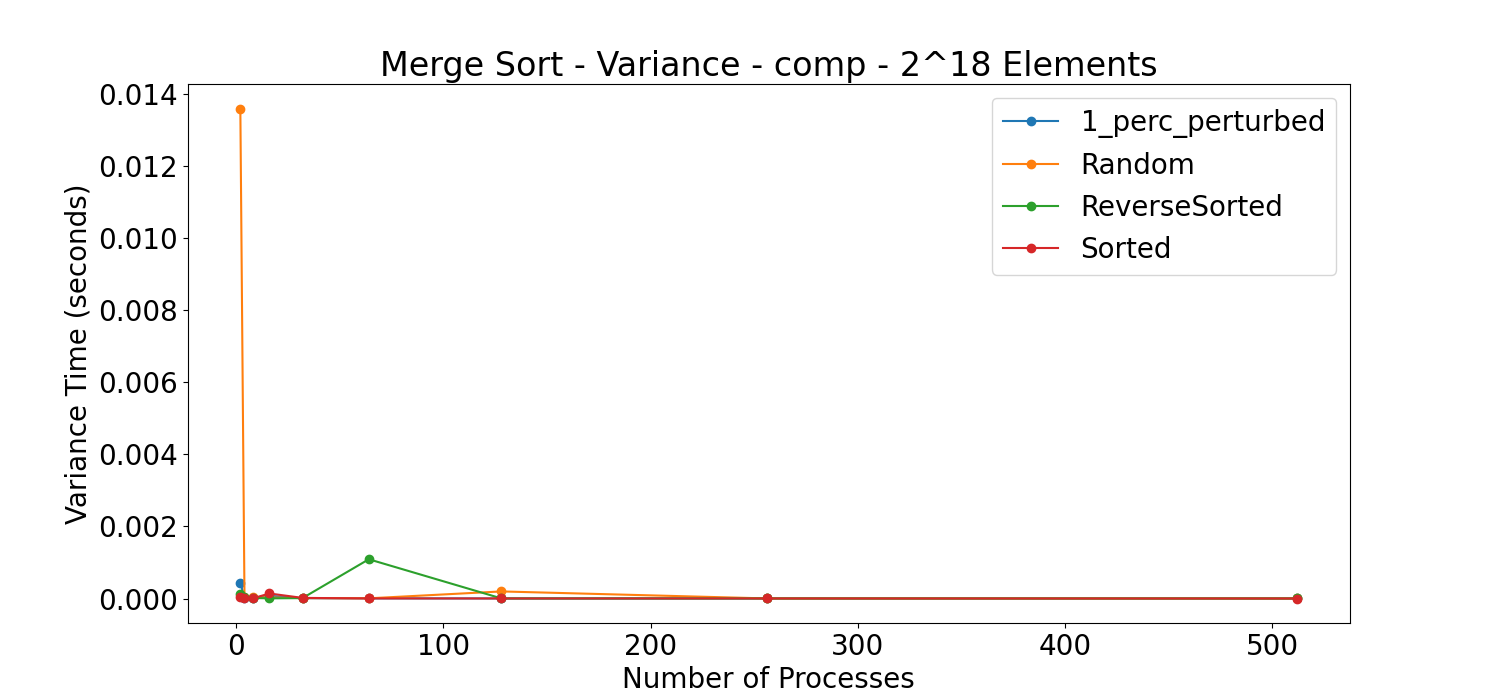 Merge Sort - Variance - comp - 2^18 Elements
0.014
0.012
0.010
0.008
0.006
0.004
0.002
0.000
Variance Time (seconds)
1_perc_perturbed
Random
ReverseSorted
Sorted
0 100 200 300 400 500
Number of Processes